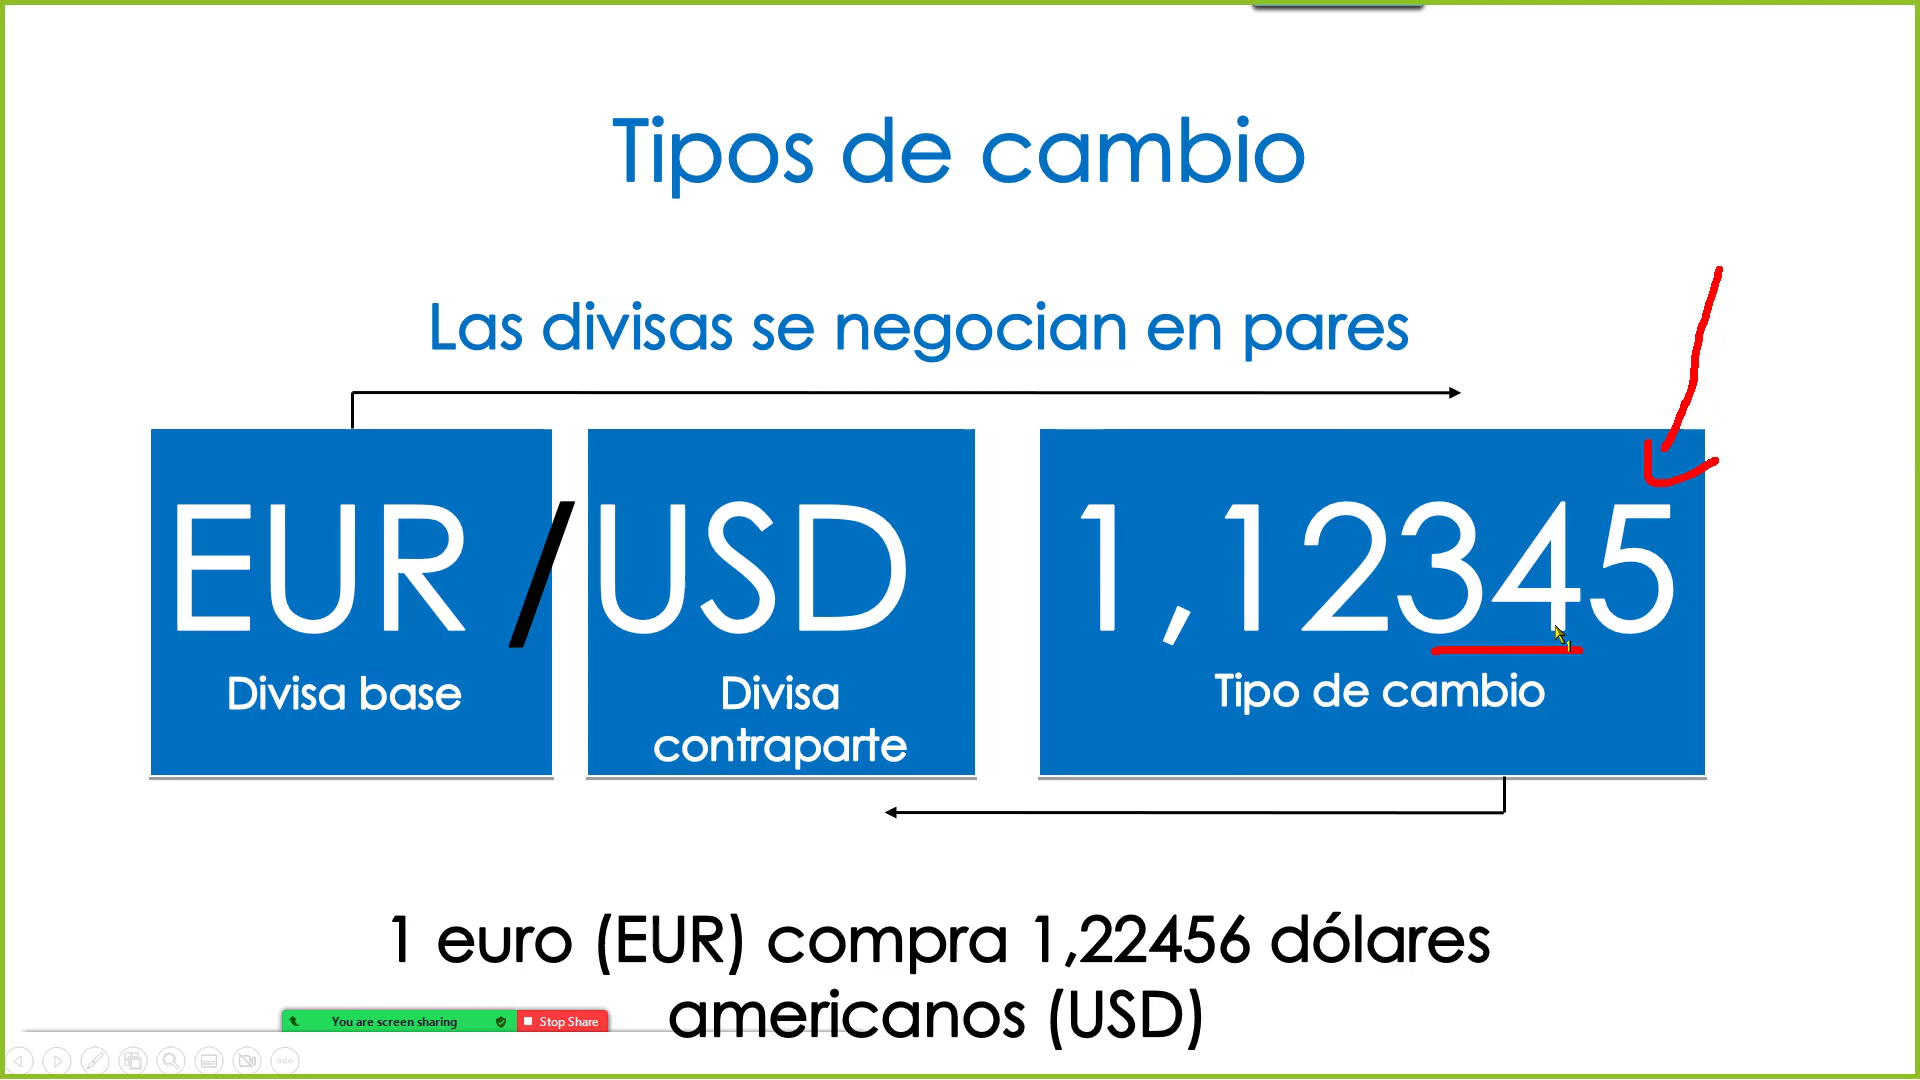 Tipos de cambio
Las divisas se negocian en pares
EUR / USD 1,12345
Divisa base
Divisa
contraparte
Tipo de cambio
1 euro (EUR) compra 1,22456 dólares
americanos (USD)
You are screen sharing
Stop Share